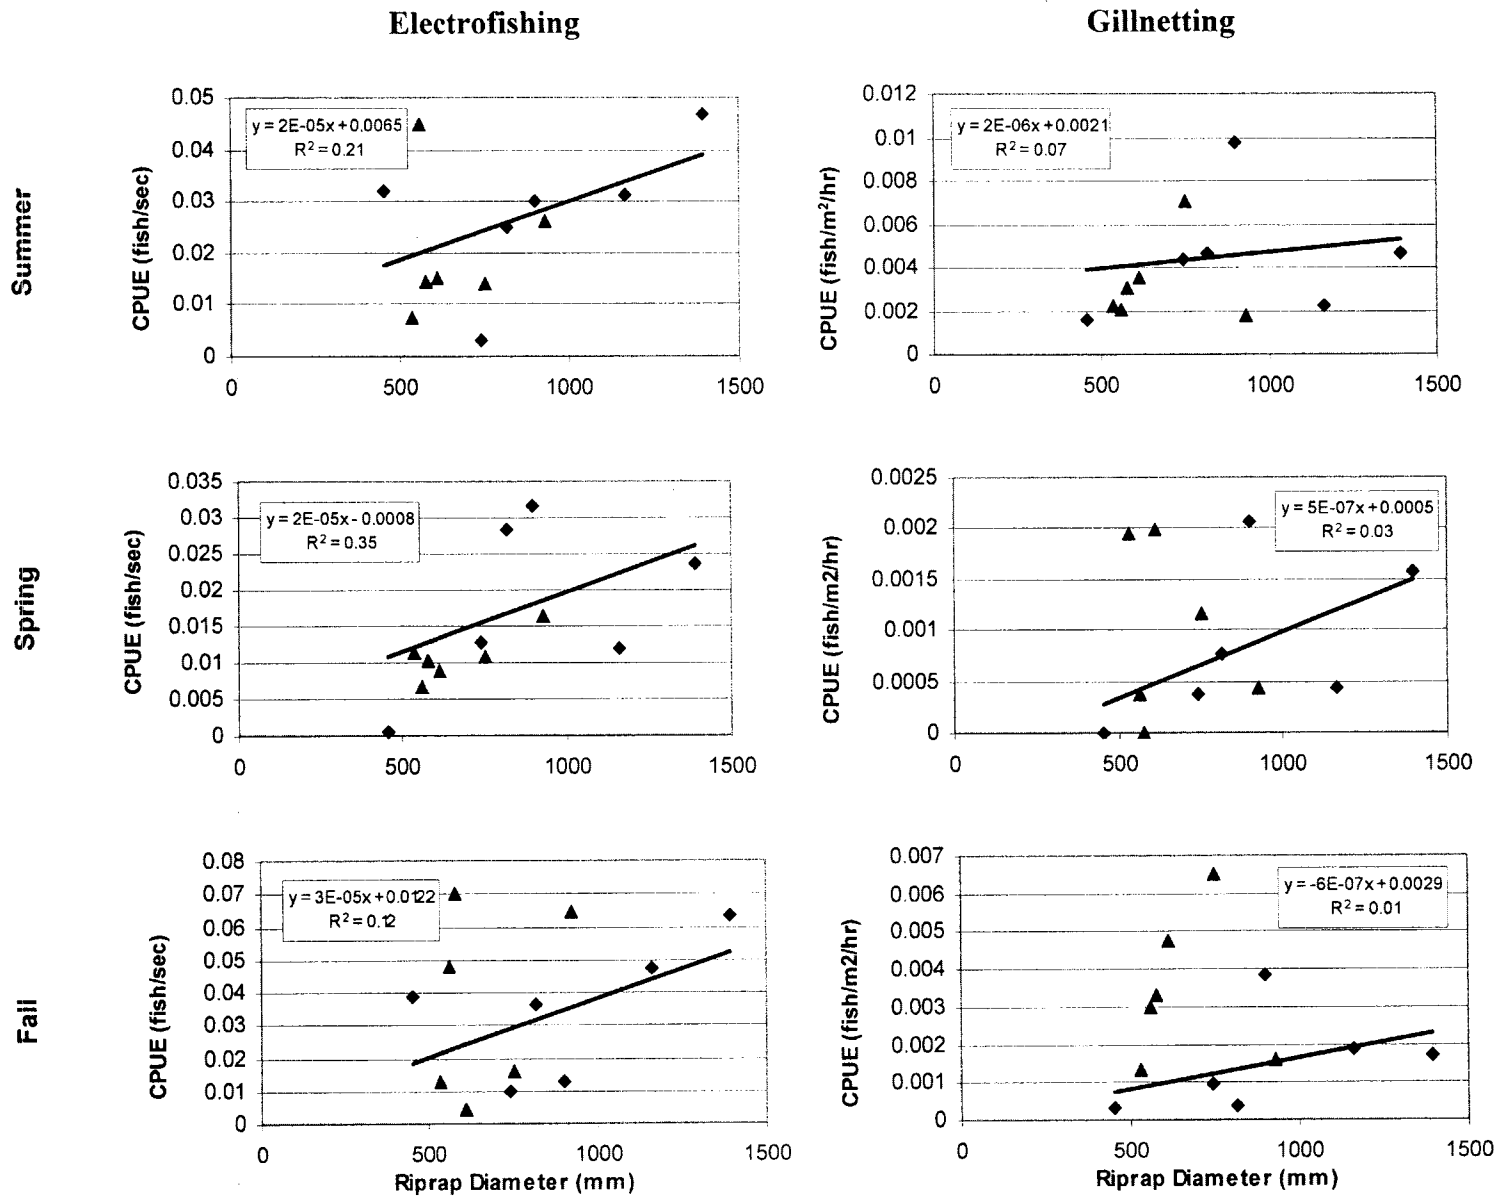 Electrofishing
Gillnetting
Summer
CPUE (fish/sec)
0.05
0.04
0.03
0.02
0.01
0
y = 2E-05x + 0.0065
R² = 0.21
0 500 1000 1500
CPUE (fish/m²/hr)
0.012
0.01
0.008
0.006
0.004
0.002
0
y = 2E-06x + 0.0021
R² = 0.07
0 500 1000 1500
Spring
CPUE (fish/sec)
0.035
0.03
0.025
0.02
0.015
0.01
0.005
0
y = 2E-05x - 0.0008
R² = 0.35
0 500 1000 1500
CPUE (fish/m2/hr)
0.0025
0.002
0.0015
0.001
0.0005
0
y = 5E-07x + 0.0005
R² = 0.03
0 500 1000 1500
Fall
CPUE (fish/sec)
0.08
0.07
0.06
0.05
0.04
0.03
0.02
0.01
0
y = 3E-05x + 0.0122
R² = 0.12
0 500 1000 1500
Riprap Diameter (mm)
CPUE (fish/m2/hr)
0.007
0.006
0.005
0.004
0.003
0.002
0.001
0
y = -6E-07x + 0.0029
R² = 0.01
0 500 1000 1500
Riprap Diameter (mm)